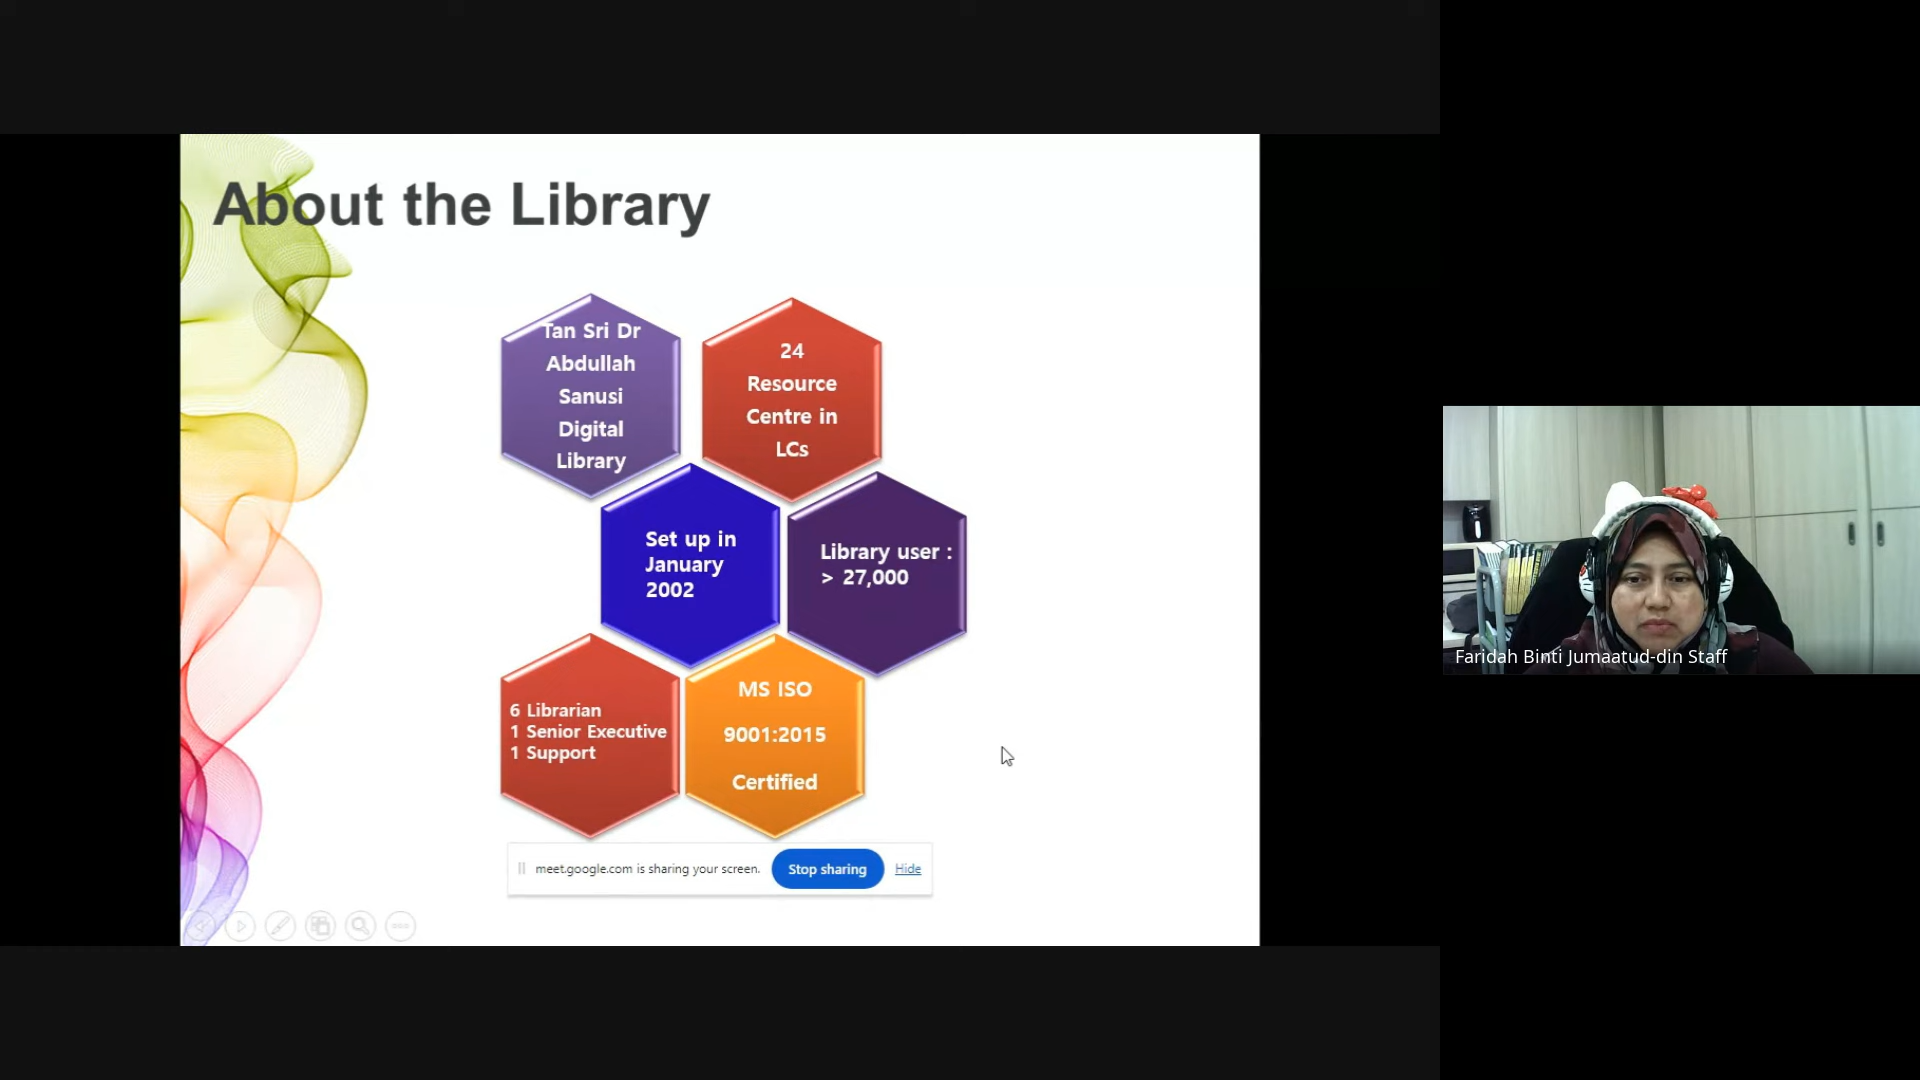 About the Library
Tan Sri Dr
Abdullah
Sanusi
Digital
Library
24
Resource
Centre in
LCs
Set up in
January
2002
Library user :
> 27,000
6 Librarian
1 Senior Executive
1 Support
MS ISO
9001:2015
Certified
meet.google.com is sharing your screen.
Stop sharing
Hide
Faridah Binti Jumaatud-din Staff